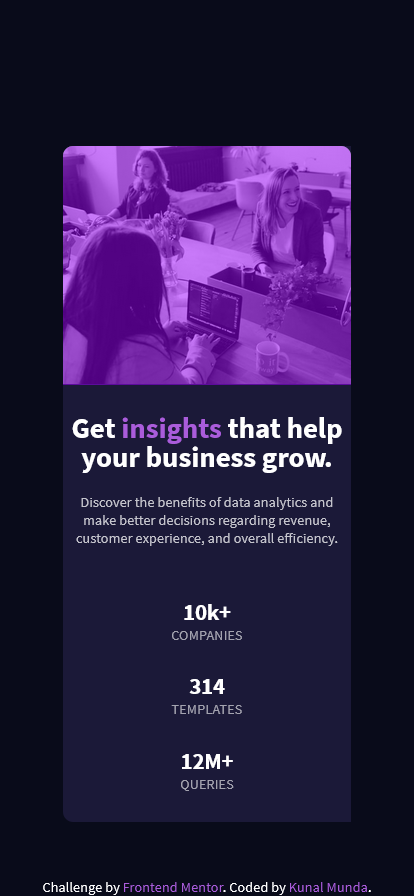 Get insights that help
your business grow.
Discover the benefits of data analytics and
make better decisions regarding revenue,
customer experience, and overall efficiency.
10k+
COMPANIES
314
TEMPLATES
12M+
QUERIES
Challenge by Frontend Mentor. Coded by Kunal Munda.